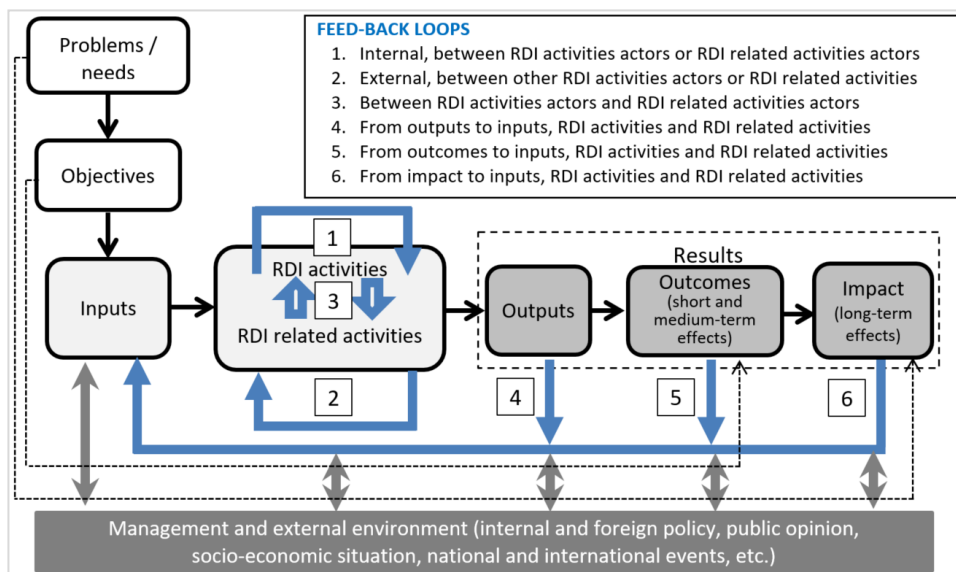 Problems /
needs
FEED-BACK LOOPS
1. Internal, between RDI activities actors or RDI related activities actors
2. External, between other RDI activities actors or RDI related activities
3. Between RDI activities actors and RDI related activities actors
4. From outputs to inputs, RDI activities and RDI related activities
5. From outcomes to inputs, RDI activities and RDI related activities
6. From impact to inputs, RDI activities and RDI related activities
Objectives
Inputs
1
RDI activities
3
RDI related activities
2
Results
Outputs
Outcomes
(short and
medium-term
effects)
Impact
(long-term
effects)
4
5
6
Management and external environment (internal and foreign policy, public opinion,
socio-economic situation, national and international events, etc.)